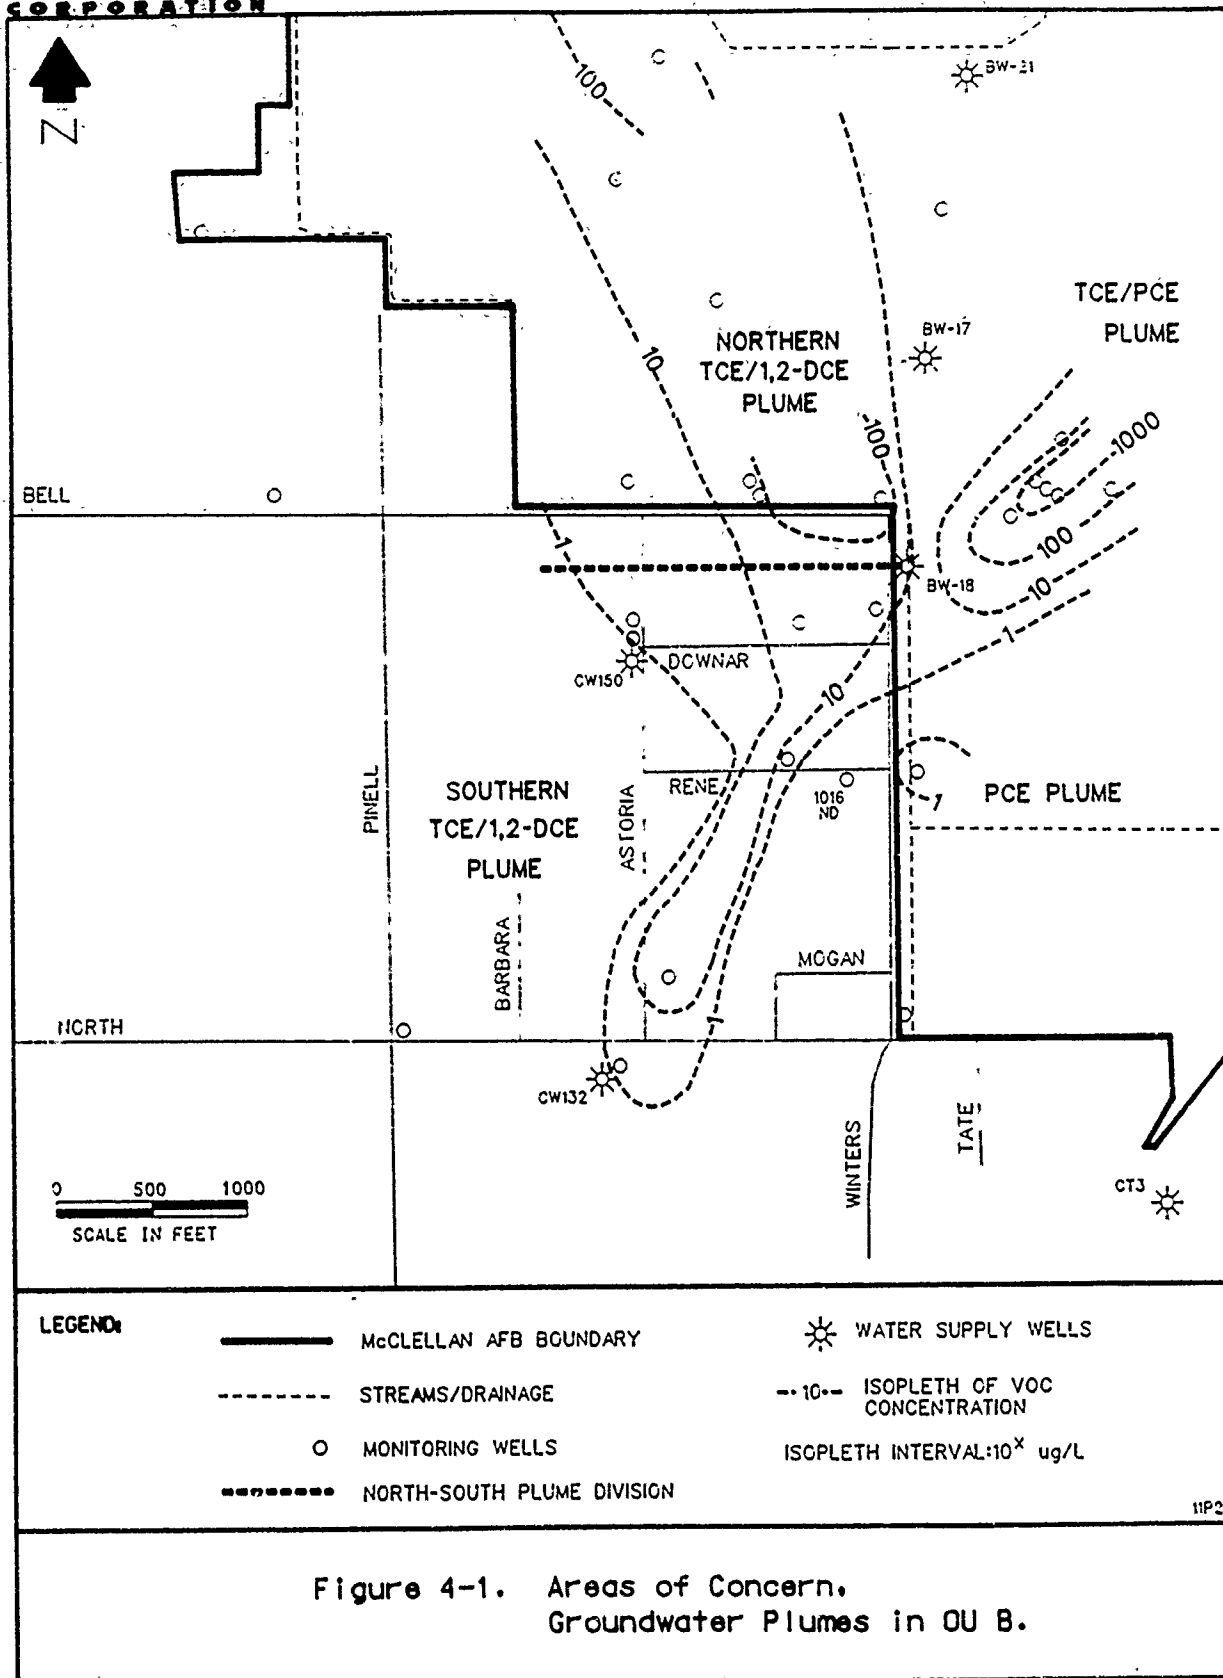 CORPORATION
N
100
BW-21
TCE/PCE
PLUME
BW-17
NORTHERN
TCE/1,2-DCE
PLUME
10
100
1000
BELL
1
100
10
BW-18
1
DOWNAR
CW150
10
PINELL
SOUTHERN
TCE/1,2-DCE
PLUME
ASTORIA
RENE
1016
ND
1
PCE PLUME
BARBARA
MOGAN
NORTH
1
CW132
WINTERS
TATE
CT3
0 500 1000
SCALE IN FEET
LEGEND:
McCLELLAN AFB BOUNDARY
WATER SUPPLY WELLS
STREAMS/DRAINAGE
10
ISOPLETH OF VOC
CONCENTRATION
MONITORING WELLS
ISOPLETH INTERVAL:10^x ug/L
NORTH-SOUTH PLUME DIVISION
11P2
Figure 4-1. Areas of Concern.
Groundwater Plumes in OU B.